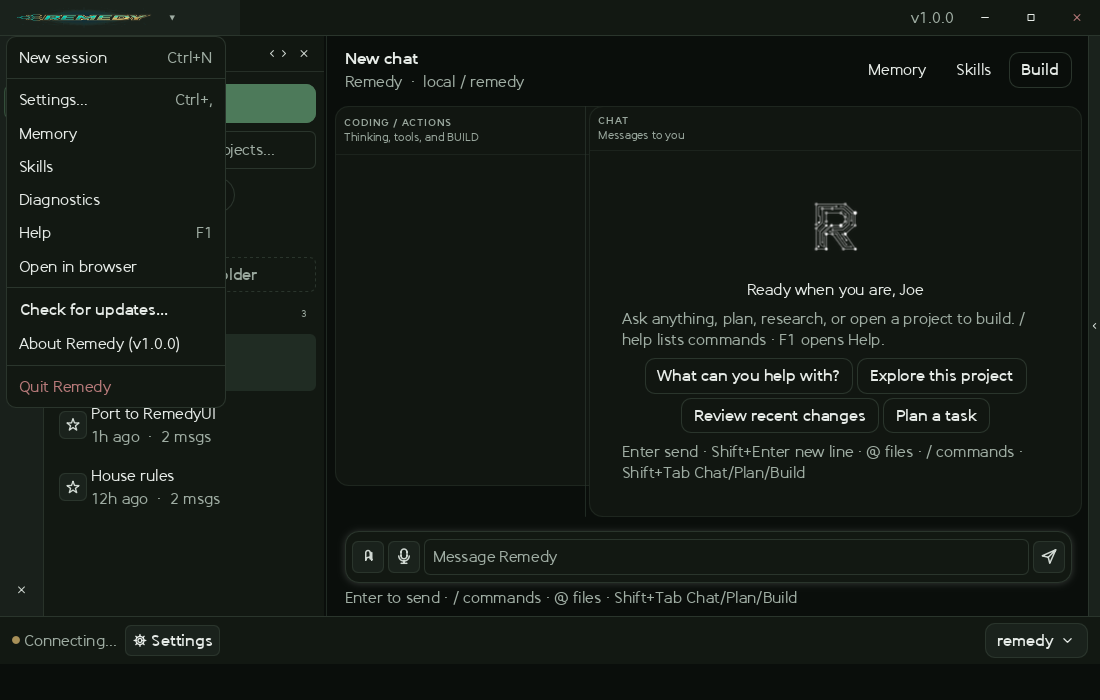 REMEDY
v1.0.0
New session Ctrl+N
Settings... Ctrl+,
Memory
Skills
Diagnostics
Help F1
Open in browser
Check for updates...
About Remedy (v1.0.0)
Quit Remedy
ojects...
older
3
Port to RemedyUI
1h ago · 2 msgs
House rules
12h ago · 2 msgs
New chat
Remedy · local / remedy
Memory
Skills
Build
CODING / ACTIONS
Thinking, tools, and BUILD
CHAT
Messages to you
Ready when you are, Joe
Ask anything, plan, research, or open a project to build. /
help lists commands · F1 opens Help.
What can you help with?
Explore this project
Review recent changes
Plan a task
Enter send · Shift+Enter new line · @ files · / commands ·
Shift+Tab Chat/Plan/Build
Message Remedy
Enter to send · / commands · @ files · Shift+Tab Chat/Plan/Build
Connecting...
Settings
remedy